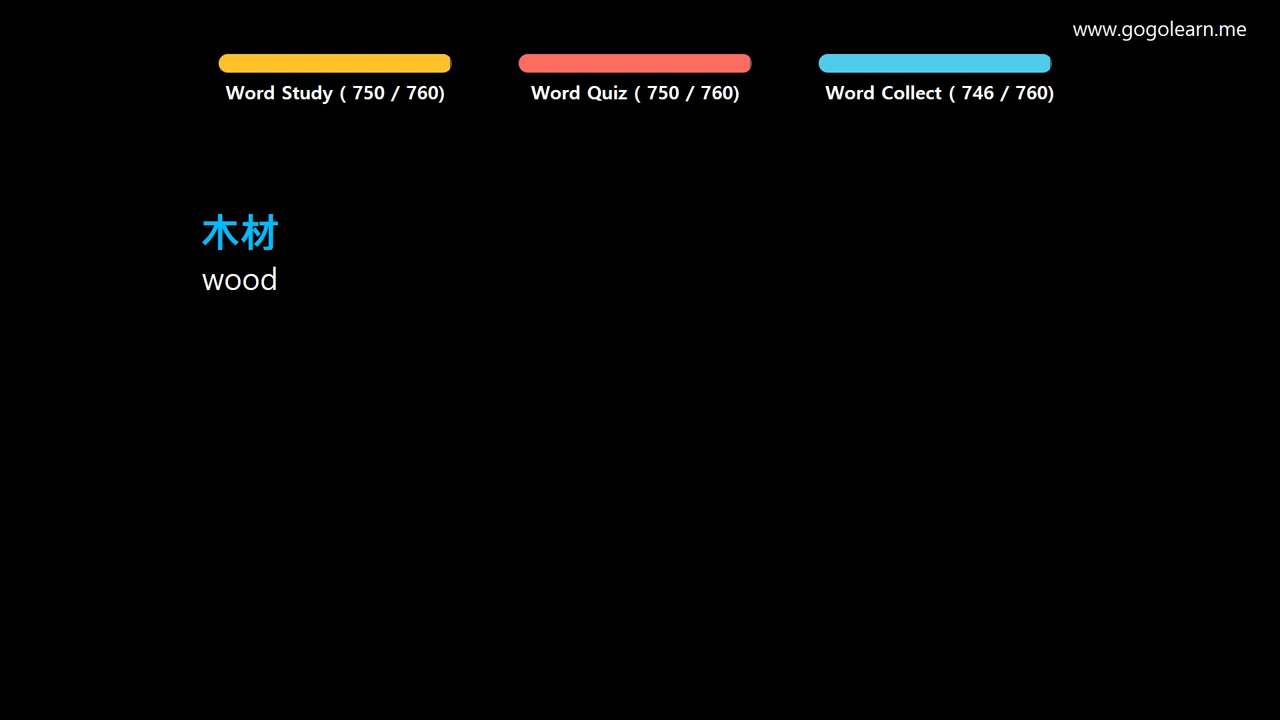 www.gogolearn.me
Word Study ( 750 / 760)
Word Quiz ( 750 / 760)
Word Collect ( 746 / 760)
木材
wood